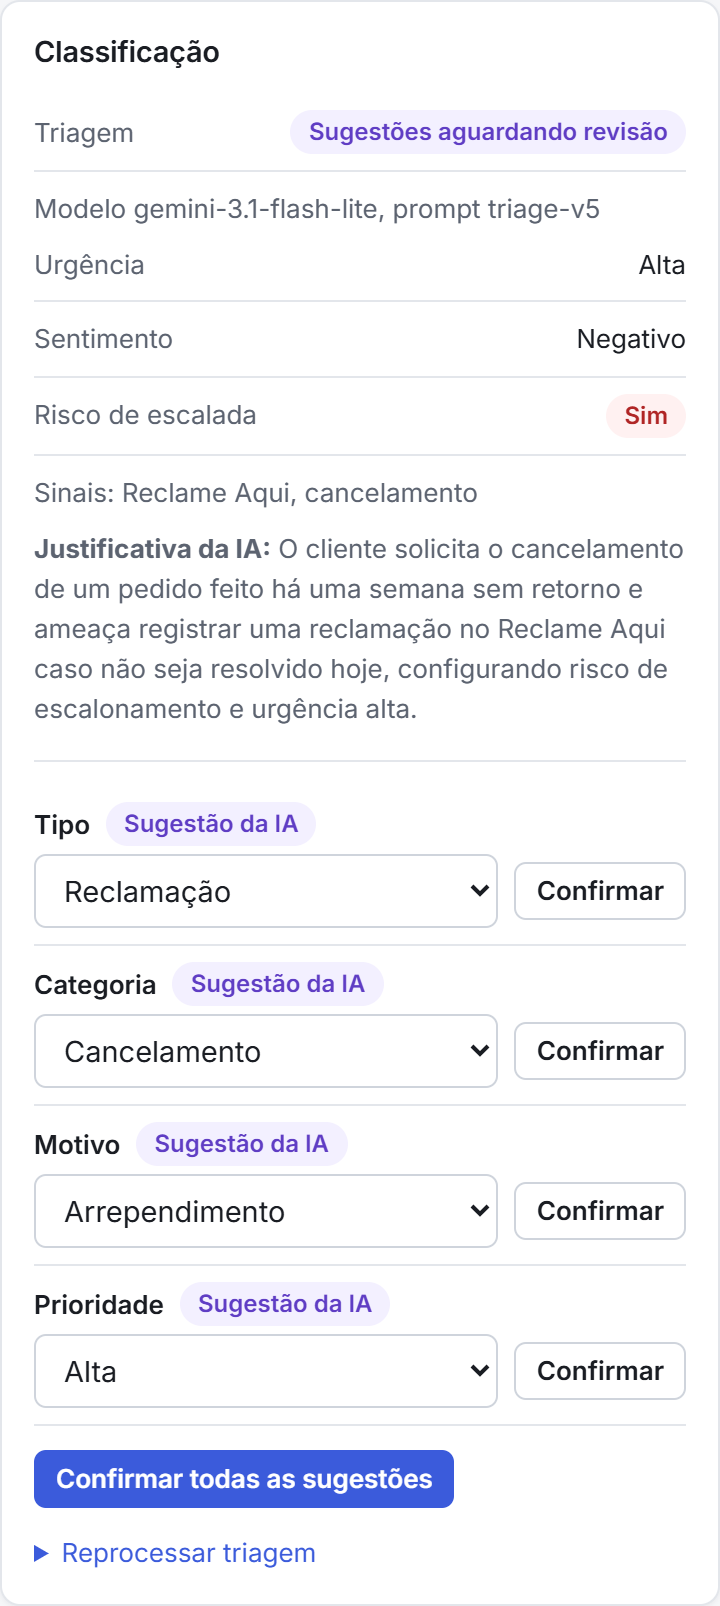 Classificação
Triagem Sugestões aguardando revisão
Modelo gemini-3.1-flash-lite, prompt triage-v5
Urgência Alta
Sentimento Negativo
Risco de escalada Sim
Sinais: Reclame Aqui, cancelamento
Justificativa da IA: O cliente solicita o cancelamento
de um pedido feito há uma semana sem retorno e
ameaça registrar uma reclamação no Reclame Aqui
caso não seja resolvido hoje, configurando risco de
escalonamento e urgência alta.
Tipo Sugestão da IA
Reclamação Confirmar
Categoria Sugestão da IA
Cancelamento Confirmar
Motivo Sugestão da IA
Arrependimento Confirmar
Prioridade Sugestão da IA
Alta Confirmar
Confirmar todas as sugestões
Reprocessar triagem